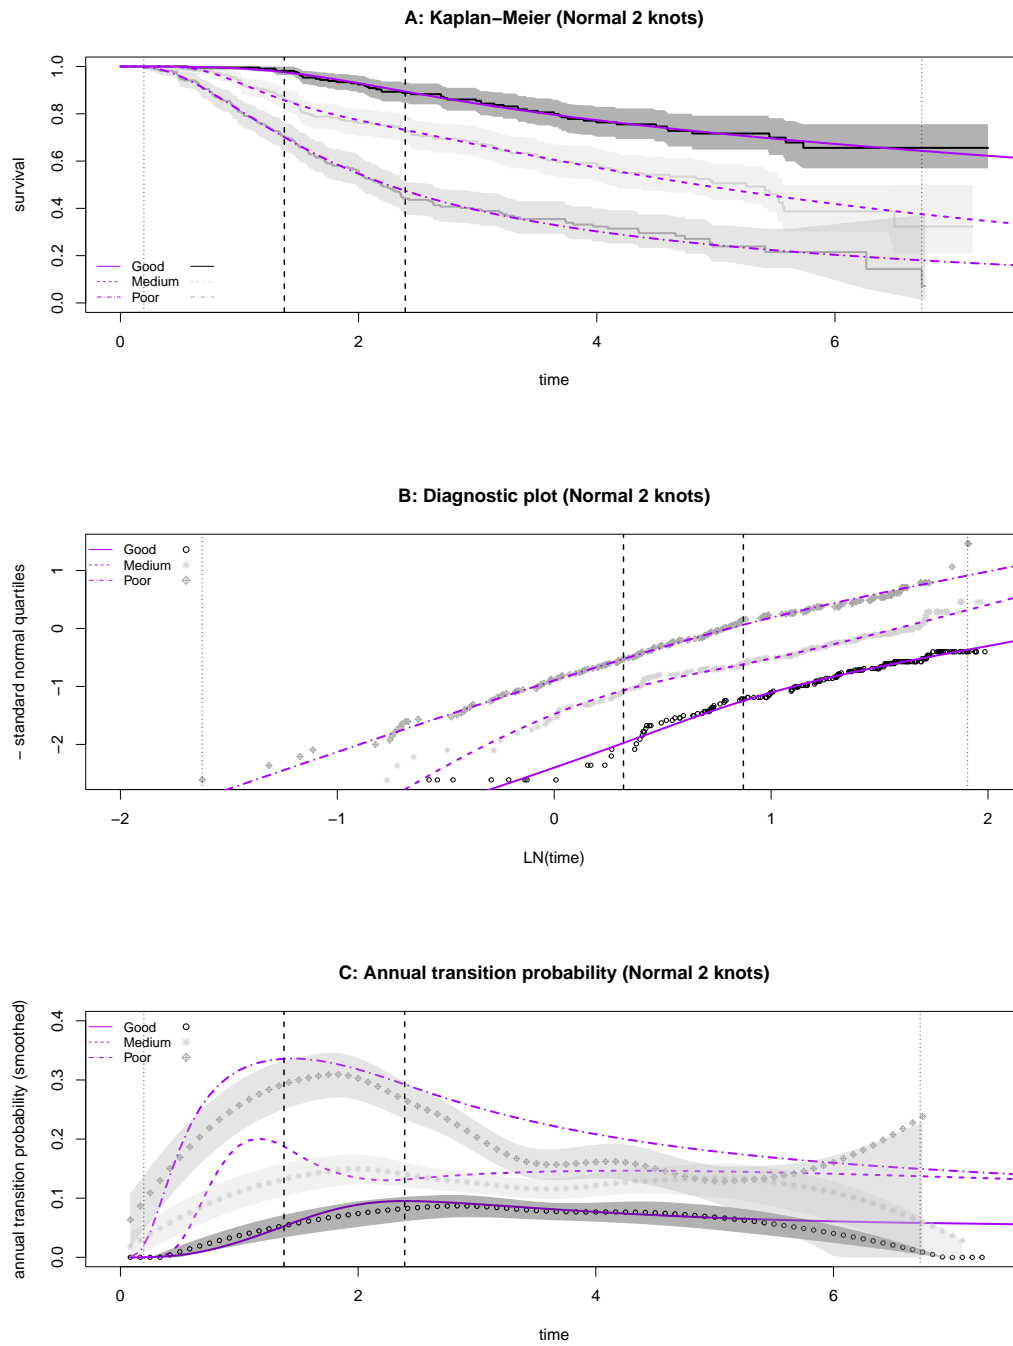 A: Kaplan−Meier (Normal 2 knots)
survival
0.0 0.2 0.4 0.6 0.8 1.0
Good
Medium
Poor
0 2 4 6
time
B: Diagnostic plot (Normal 2 knots)
− standard normal quartiles
−2 −1 0 1
Good
Medium
Poor
−2 −1 0 1 2
LN(time)
C: Annual transition probability (Normal 2 knots)
annual transition probability (smoothed)
0.0 0.1 0.2 0.3 0.4
Good
Medium
Poor
0 2 4 6
time